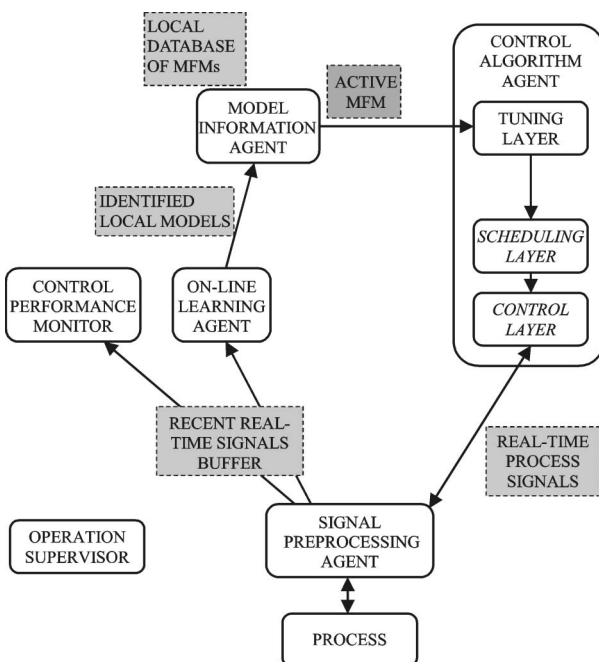 LOCAL
DATABASE
OF MFMs
MODEL
INFORMATION
AGENT
ACTIVE
MFM
CONTROL
ALGORITHM
AGENT
TUNING
LAYER
SCHEDULING
LAYER
CONTROL
LAYER
IDENTIFIED
LOCAL MODELS
CONTROL
PERFORMANCE
MONITOR
ON-LINE
LEARNING
AGENT
RECENT REAL-
TIME SIGNALS
BUFFER
REAL-TIME
PROCESS
SIGNALS
OPERATION
SUPERVISOR
SIGNAL
PREPROCESSING
AGENT
PROCESS